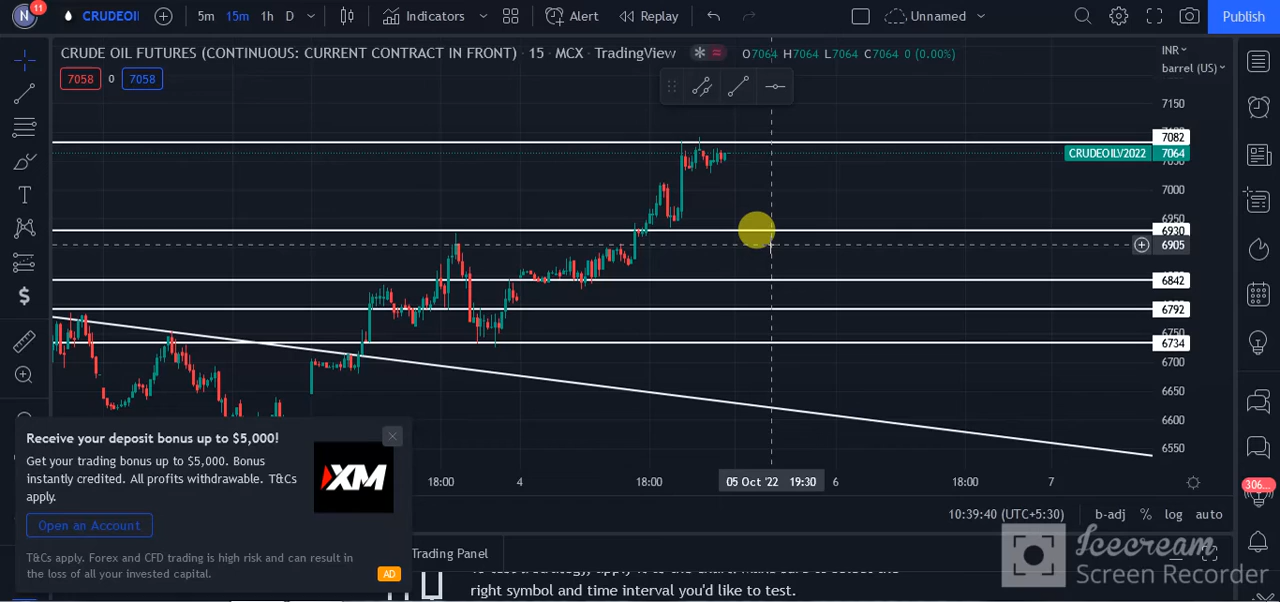 N 11 CRUDEOI 5m 15m 1h D Indicators Alert Replay Unnamed Publish
CRUDE OIL FUTURES (CONTINUOUS: CURRENT CONTRACT IN FRONT) · 15 · MCX · TradingView O7064 H7064 L7064 C7064 0 (0.00%) INR
barrel (US)
7058 0 7058
7150
7082
CRUDEOILV2022 7064
7050
7000
6950
6930
6905
6842
6792
6750
6734
6700
6650
6600
6550
Receive your deposit bonus up to $5,000!
Get your trading bonus up to $5,000. Bonus
instantly credited. All profits withdrawable. T&Cs
apply.
XM
Open an Account
T&Cs apply. Forex and CFD trading is high risk and can result in
the loss of all your invested capital.
AD
18:00 4 18:00 05 Oct '22 19:30 6 18:00 7
306...
10:39:40 (UTC+5:30) b-adj % log auto
Trading Panel
right symbol and time interval you'd like to test.
Icecream
Screen Recorder